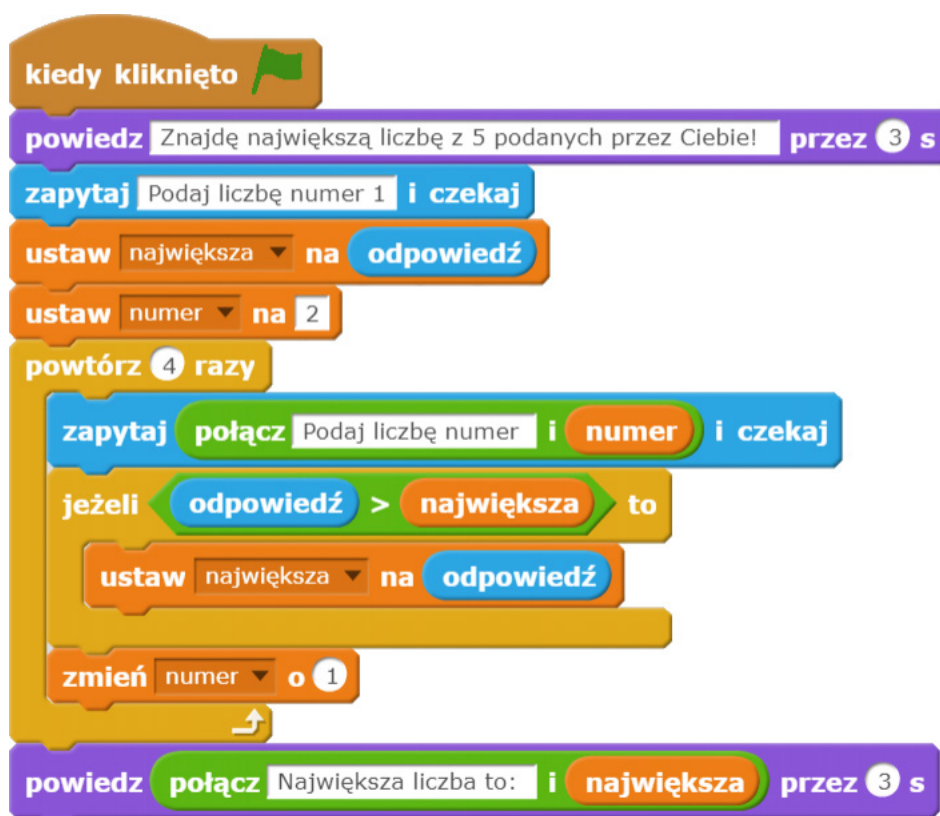 kiedy kliknięto
powiedz Znajdę największą liczbę z 5 podanych przez Ciebie! przez 3 s
zapytaj Podaj liczbę numer 1 i czekaj
ustaw największa na odpowiedź
ustaw numer na 2
powtórz 4 razy
zapytaj połącz Podaj liczbę numer i numer i czekaj
jeżeli odpowiedź > największa to
ustaw największa na odpowiedź
zmień numer o 1
powiedz połącz Największa liczba to: i największa przez 3 s